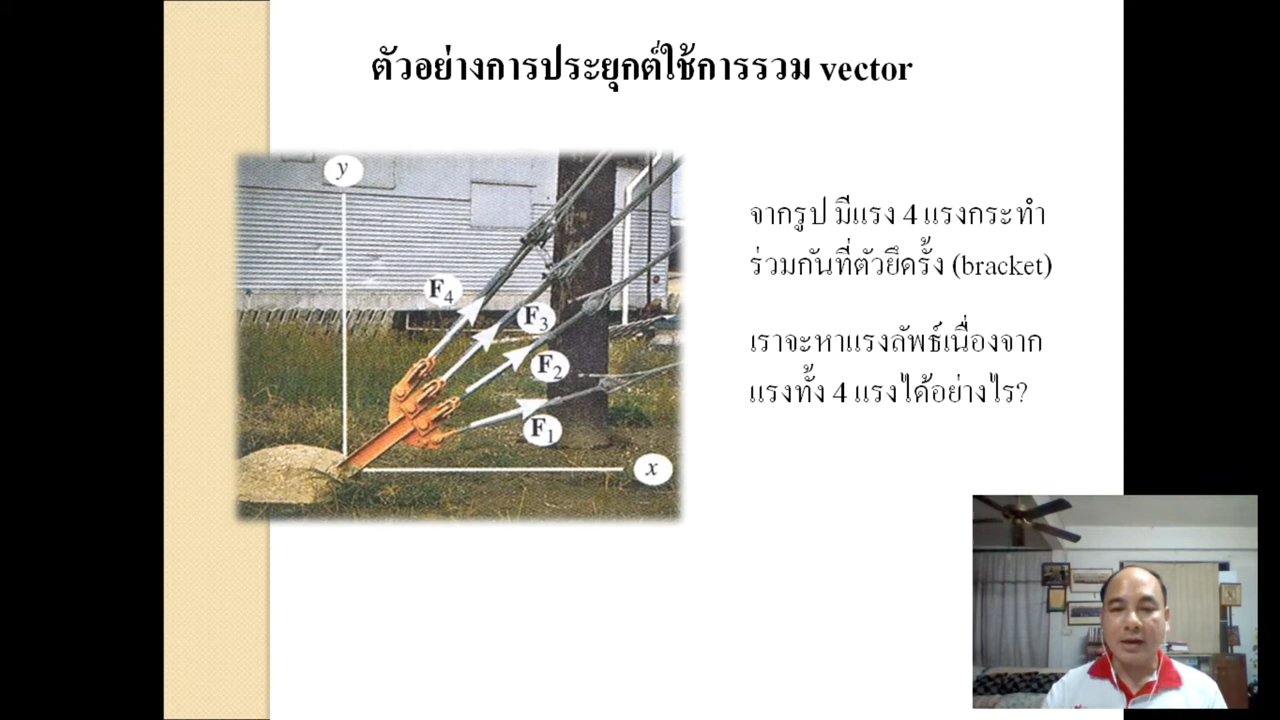 ตัวอย่างการประยุกต์ใช้การรวม vector
y
จากรูป มีแรง 4 แรงกระทำ
ร่วมกันที่ตัวยึดรั้ง (bracket)
F4
F3
เราจะหาแรงลัพธ์เนื่องจาก
F2
แรงทั้ง 4 แรงได้อย่างไร?
F1
x